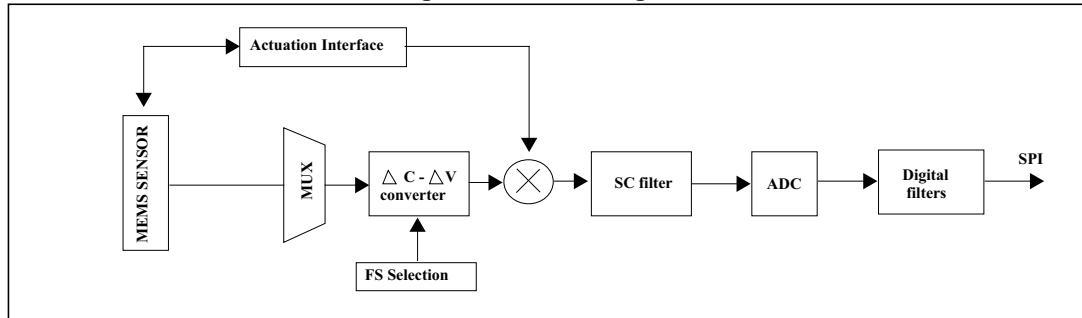 Actuation Interface
MEMS SENSOR
MUX
△ C - △V
converter
SC filter
ADC
Digital
filters
SPI
FS Selection